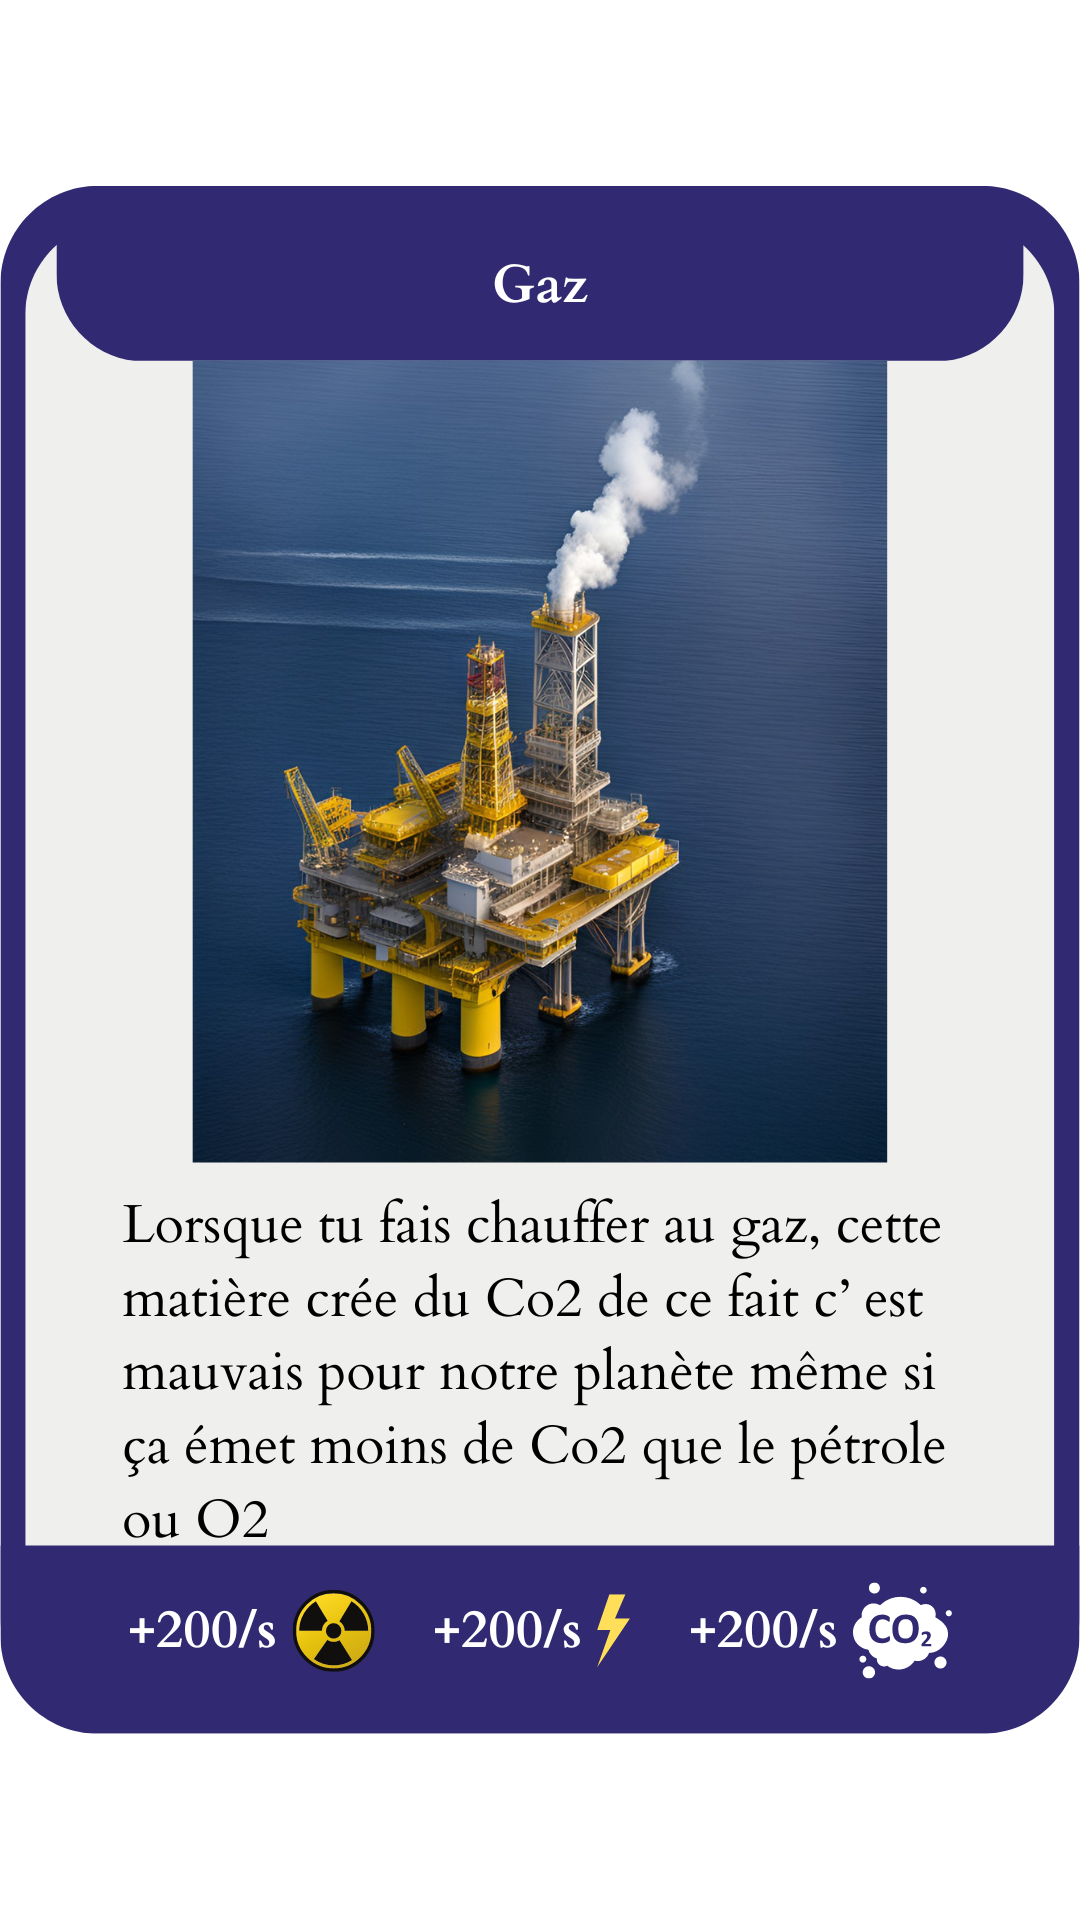 Gaz
Lorsque tu fais chauffer au gaz, cette
matière crée du Co2 de ce fait c’ est
mauvais pour notre planète même si
ça émet moins de Co2 que le pétrole
ou O2
+200/s +200/s +200/s CO₂